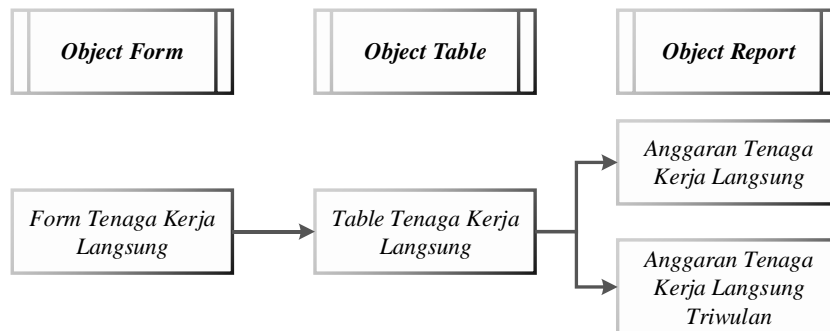 Object Form
Object Table
Object Report
Form Tenaga Kerja
Langsung
Table Tenaga Kerja
Langsung
Anggaran Tenaga
Kerja Langsung
Anggaran Tenaga
Kerja Langsung
Triwulan